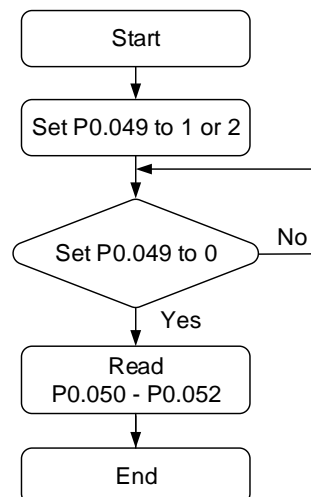 Start
Set P0.049 to 1 or 2
Set P0.049 to 0
No
Yes
Read
P0.050 - P0.052
End